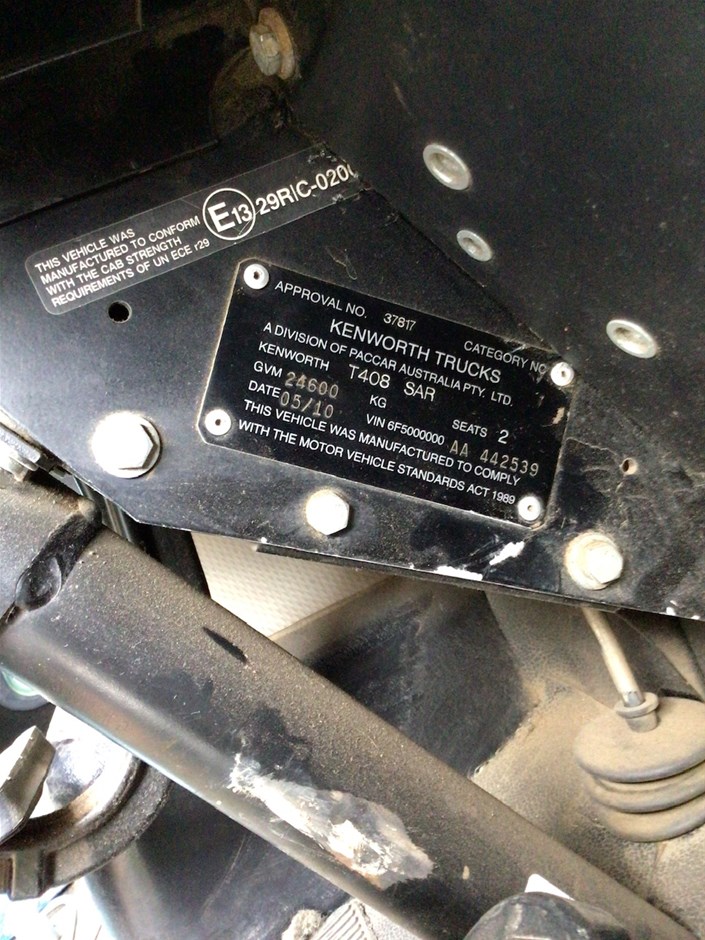 THIS VEHICLE WAS
MANUFACTURED TO CONFORM
WITH THE CAB STRENGTH
REQUIREMENTS OF UN ECE r29
E13 29RIC-0200
APPROVAL NO. 37817 CATEGORY NC
KENWORTH TRUCKS
A DIVISION OF PACCAR AUSTRALIA PTY. LTD.
KENWORTH T408 SAR
GVM 24600 KG SEATS 2
DATE 05/10 VIN 6F5000000 AA 442539
THIS VEHICLE WAS MANUFACTURED TO COMPLY
WITH THE MOTOR VEHICLE STANDARDS ACT 1989